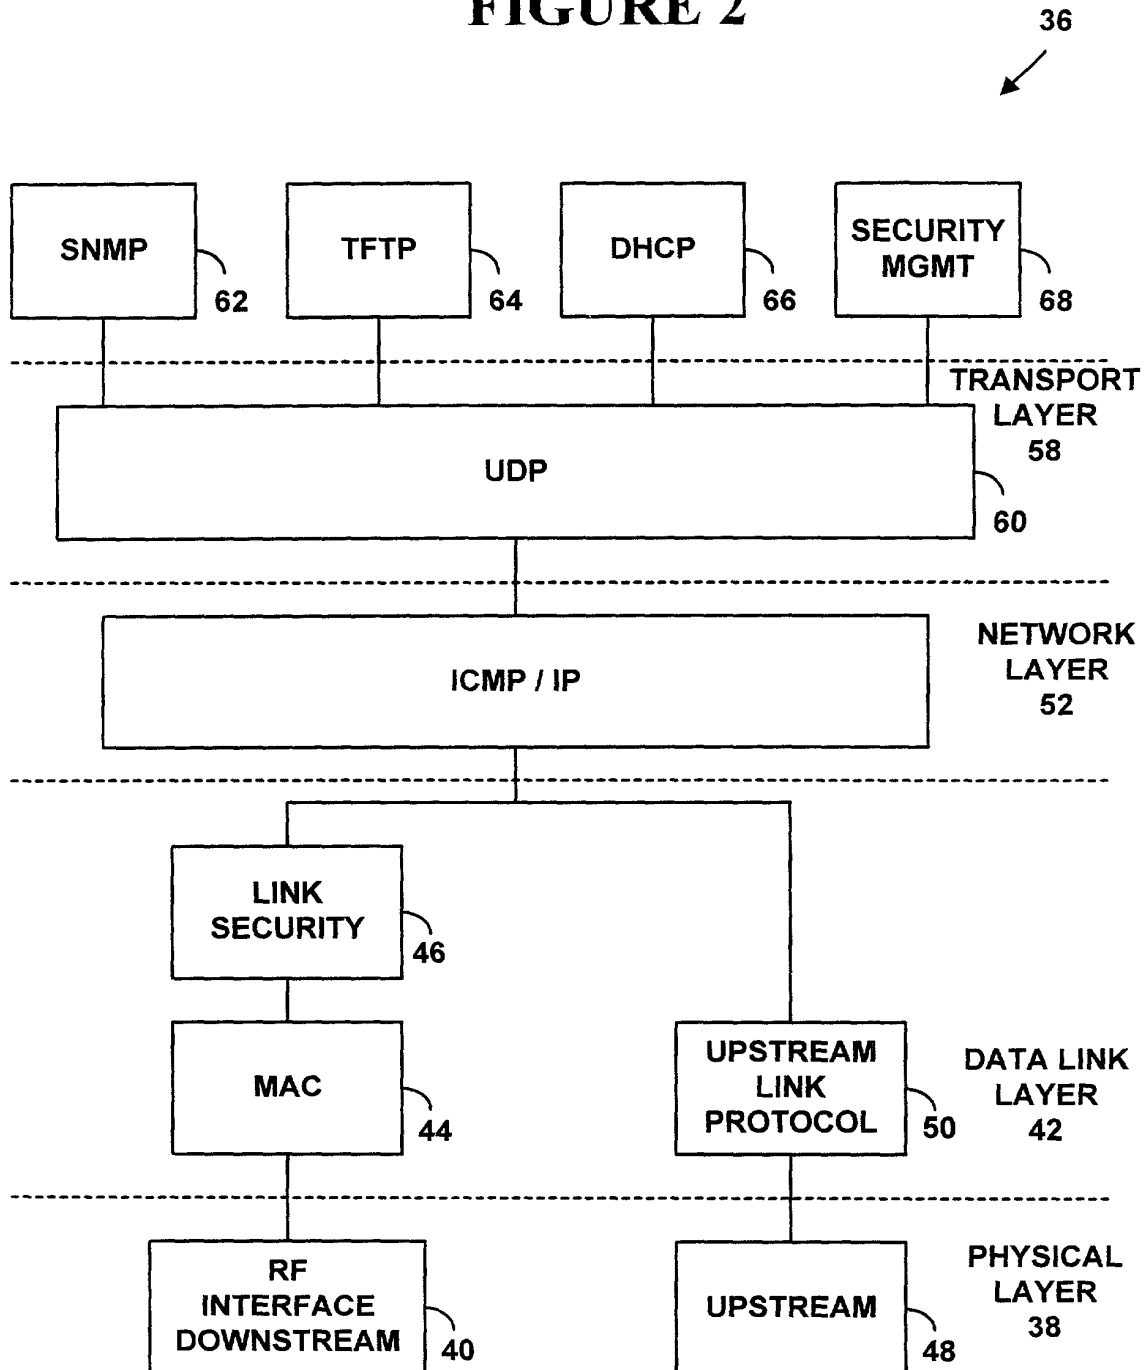 FIGURE 2
36
SNMP
62
TFTP
64
DHCP
66
SECURITY
MGMT
68
TRANSPORT
LAYER
58
UDP
60
NETWORK
LAYER
52
ICMP / IP
LINK
SECURITY
46
MAC
44
UPSTREAM
LINK
PROTOCOL
50
DATA LINK
LAYER
42
RF
INTERFACE
DOWNSTREAM
40
UPSTREAM
48
PHYSICAL
LAYER
38